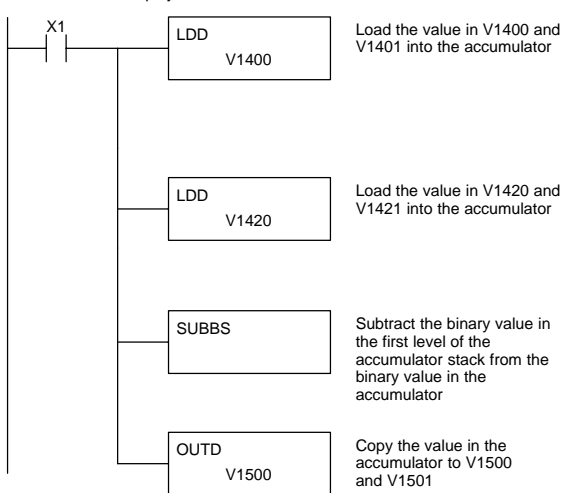 X1
LDD
V1400
Load the value in V1400 and
V1401 into the accumulator
LDD
V1420
Load the value in V1420 and
V1421 into the accumulator
SUBBS
Subtract the binary value in
the first level of the
accumulator stack from the
binary value in the
accumulator
OUTD
V1500
Copy the value in the
accumulator to V1500
and V1501